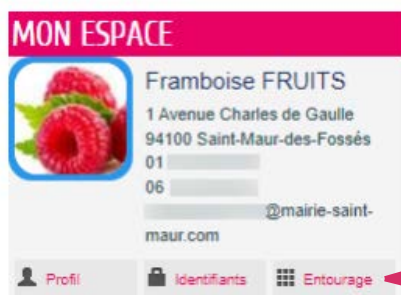 MON ESPACE
Framboise FRUITS
1 Avenue Charles de Gaulle
94100 Saint-Maur-des-Fossés
01
06
@mairie-saint-
maur.com
Profil Identifiants Entourage